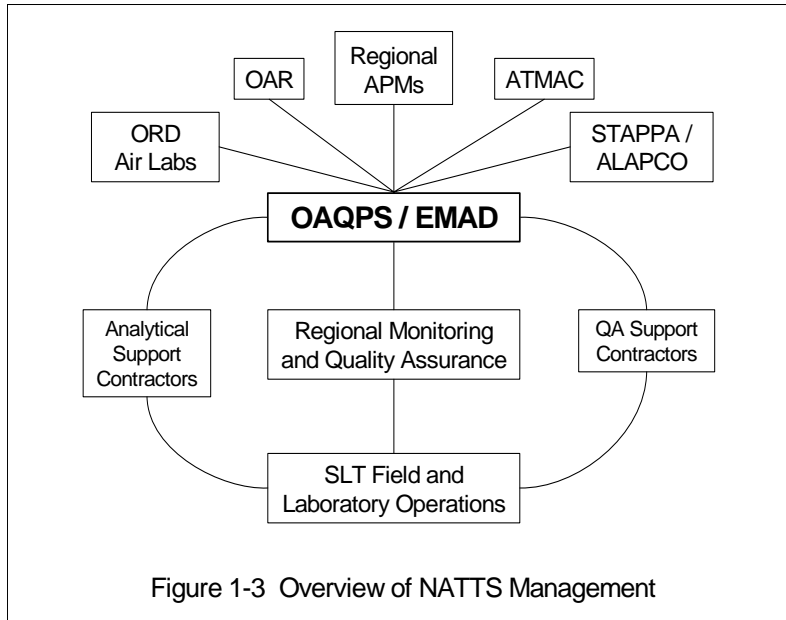 Regional
APMs
OAR
ATMAC
ORD
Air Labs
STAPPA /
ALAPCO
OAQPS / EMAD
Analytical
Support
Contractors
Regional Monitoring
and Quality Assurance
QA Support
Contractors
SLT Field and
Laboratory Operations
Figure 1-3 Overview of NATTS Management